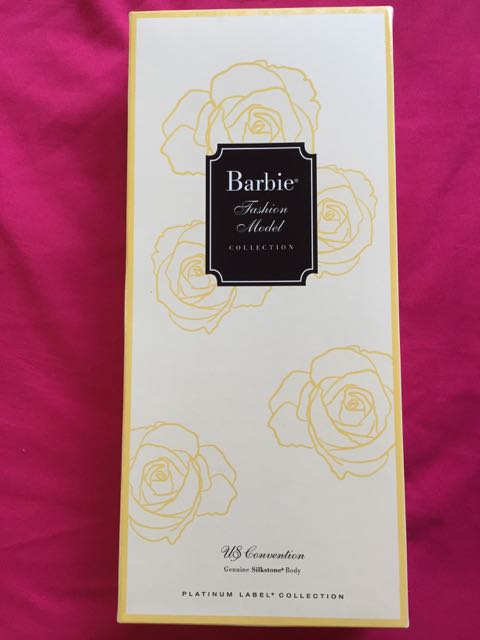 Barbie®
Fashion
Model
COLLECTION
US Convention
Genuine Silkstone® Body
PLATINUM LABEL® COLLECTION